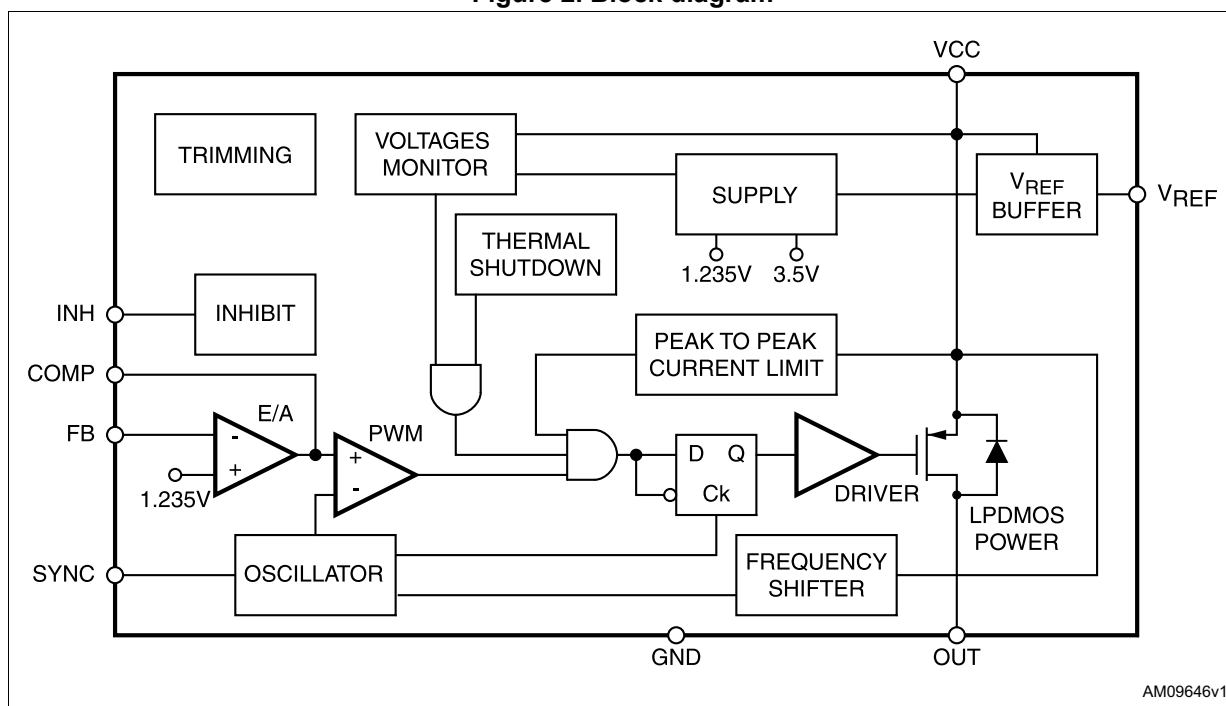 Figure 2. Block diagram
VCC
TRIMMING
VOLTAGES
MONITOR
SUPPLY
VREF
BUFFER
VREF
THERMAL
SHUTDOWN
1.235V
3.5V
INH
INHIBIT
PEAK TO PEAK
CURRENT LIMIT
COMP
E/A
FB
-
+
1.235V
PWM
+
-
D Q
Ck
DRIVER
LPDMOS
POWER
SYNC
OSCILLATOR
FREQUENCY
SHIFTER
GND
OUT
AM09646v1